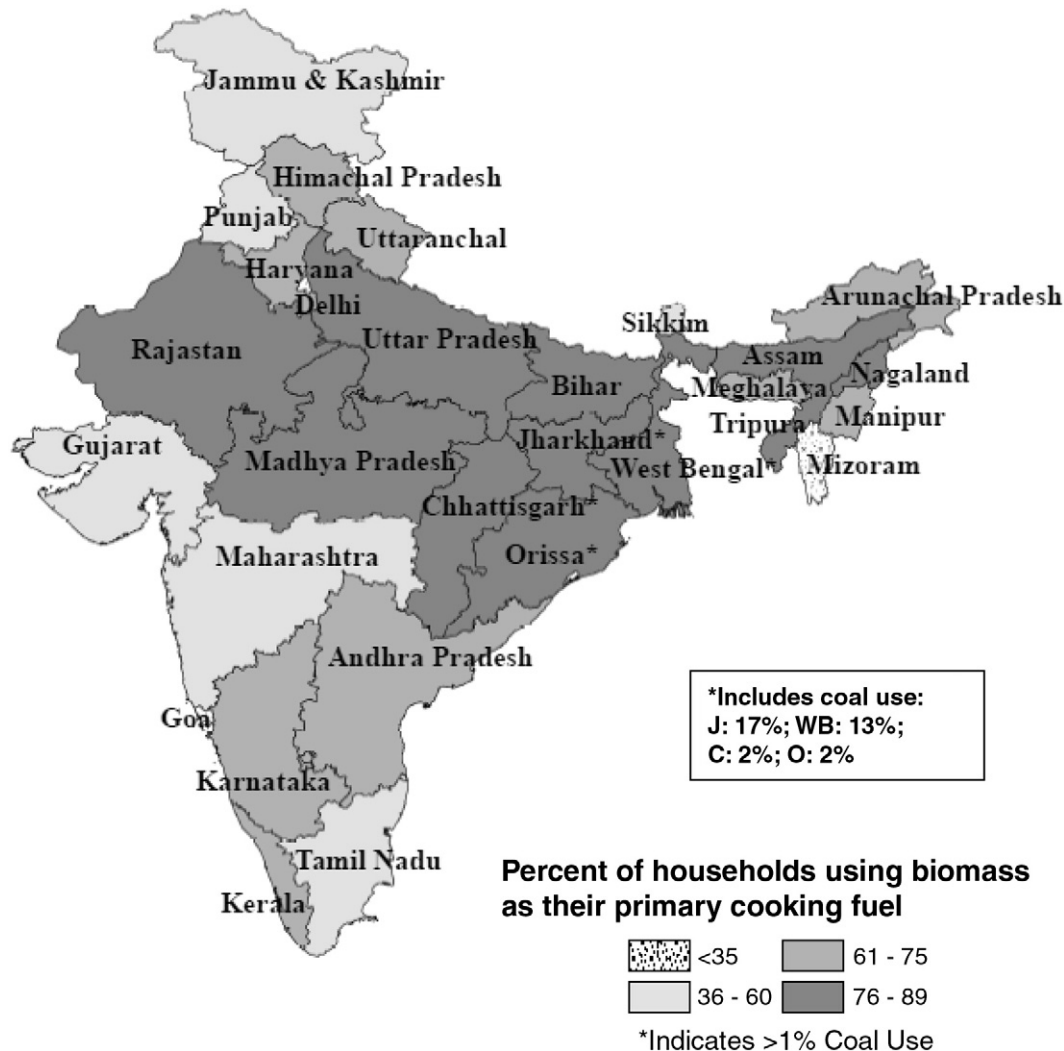 Jammu & Kashmir
Himachal Pradesh
Punjab
Uttaranchal
Haryana
Delhi
Arunachal Pradesh
Sikkim
Rajastan
Uttar Pradesh
Assam
Bihar
Meghalaya
Nagaland
Tripura
Manipur
Gujarat
Jharkhand*
Madhya Pradesh
West Bengal*
Mizoram
Chhattisgarh*
Maharashtra
Orissa*
Andhra Pradesh
Goa
Karnataka
Tamil Nadu
Kerala
*Includes coal use:
J: 17%; WB: 13%;
C: 2%; O: 2%
Percent of households using biomass
as their primary cooking fuel
<35
61 - 75
36 - 60
76 - 89
*Indicates >1% Coal Use